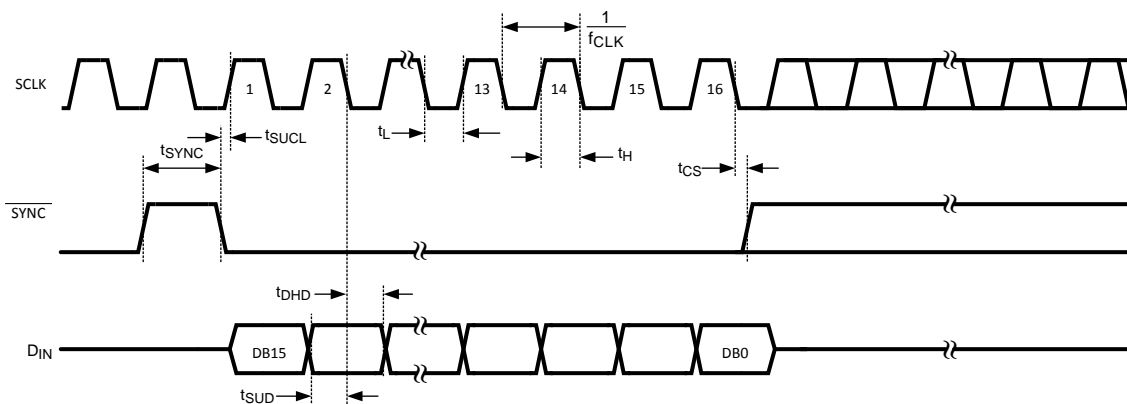 1
fCLK
SCLK
1
2
13
14
15
16
tSUCL
tL
tSYNC
tH
tCS
SYNC
tDHD
DIN
DB15
DB0
tSUD